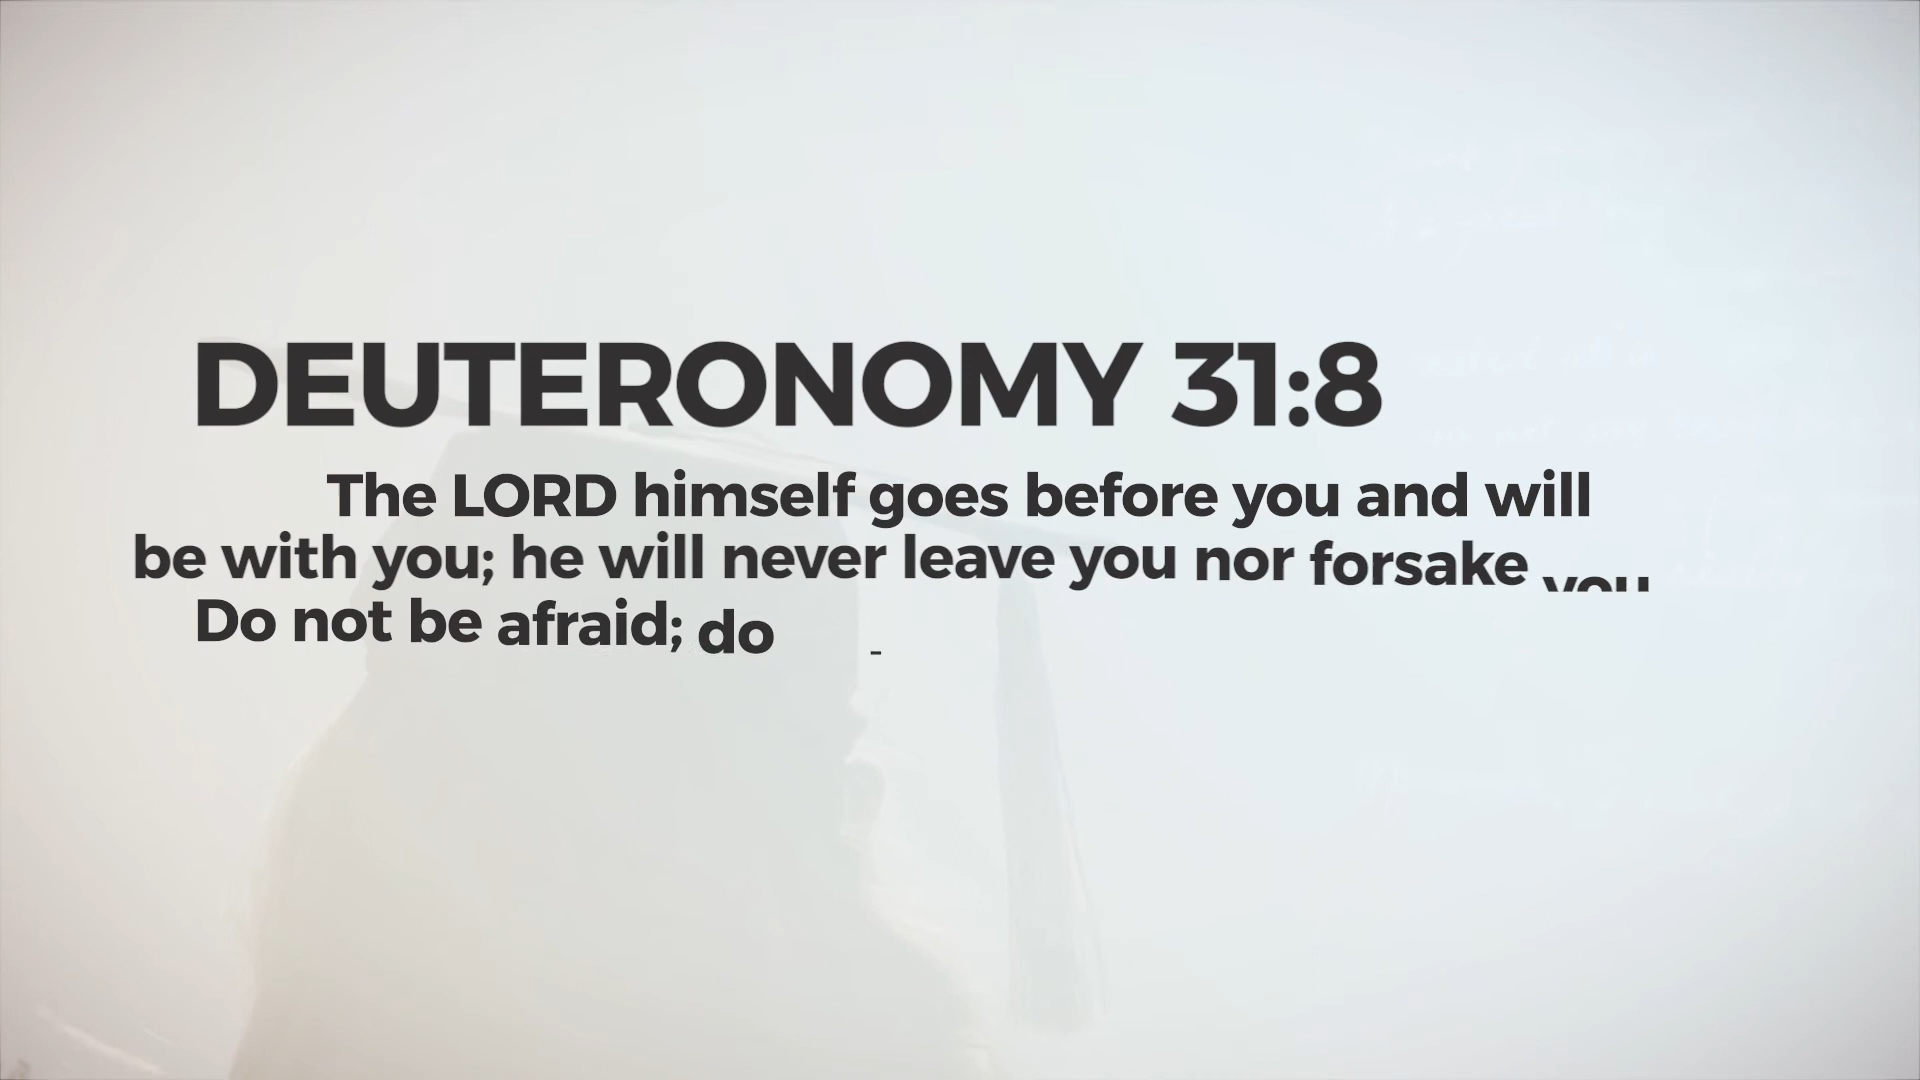 DEUTERONOMY 31:8
The LORD himself goes before you and will
be with you; he will never leave you nor forsake you
Do not be afraid; do